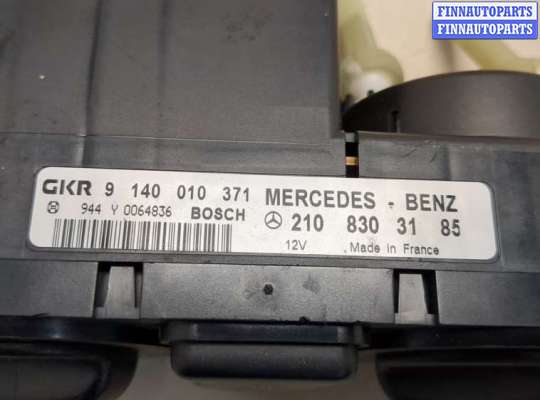 FINNAUTOPARTS
FINNAUTOPARTS
GKR 9 140 010 371 MERCEDES - BENZ
944 Y 0064836 BOSCH 210 830 31 85
12V Made in France